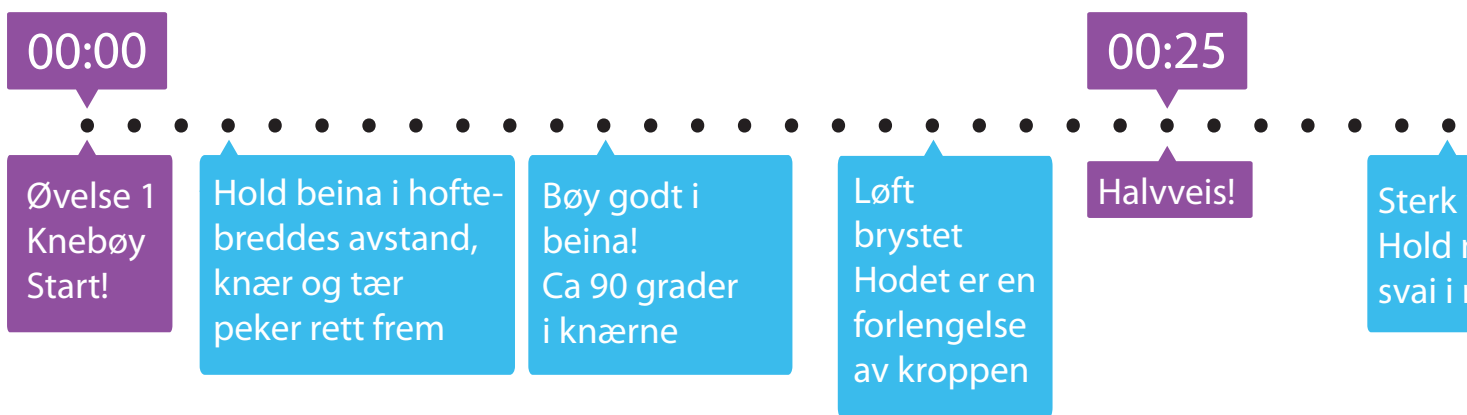 00:00
00:25
Øvelse 1
Knebøy
Start!
Hold beina i hofte-
breddes avstand,
knær og tær
peker rett frem
Bøy godt i
beina!
Ca 90 grader
i knærne
Løft
brystet
Hodet er en
forlengelse
av kroppen
Halvveis!
Sterk
Hold
svai i